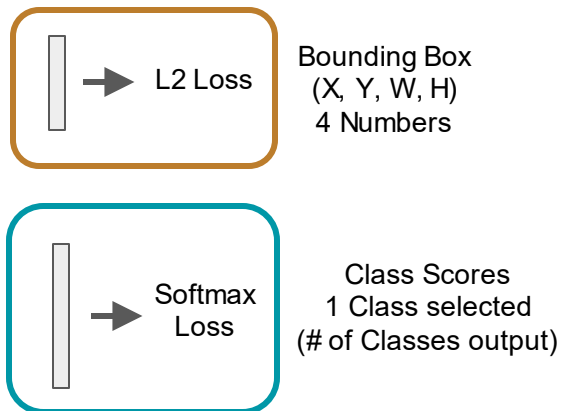 L2 Loss
Bounding Box
(X, Y, W, H)
4 Numbers
Softmax
Loss
Class Scores
1 Class selected
(# of Classes output)